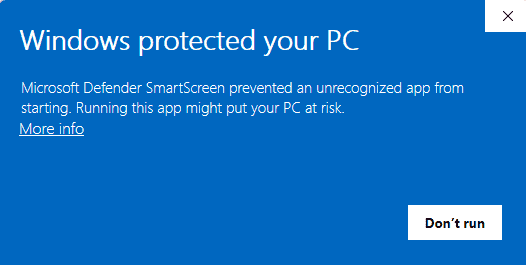 Windows protected your PC
Microsoft Defender SmartScreen prevented an unrecognized app from
starting. Running this app might put your PC at risk.
More info
Don’t run